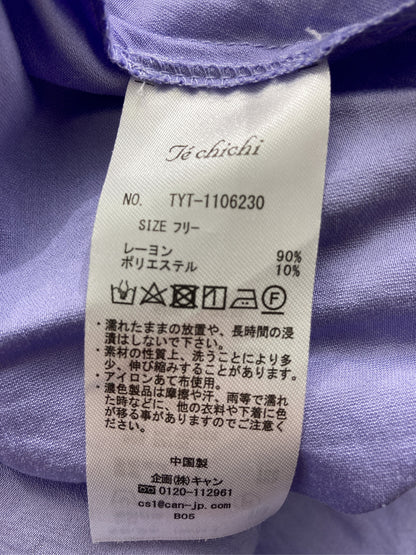 Té chichi
NO. TYT-1106230
SIZE フリー
レーヨン 90%
ポリエステル 10%
・濡れたままの放置や、長時間の浸
漬はしないで下さい。
・素材の性質上、洗うことにより多
少、伸び縮みすることがあります。
・アイロンあて布使用。
・濃色製品は摩擦や汗、雨等で濡れ
た時などに、他の衣料や下着に色
が移る事がありますのでご注意く
ださい。
中国製
企画(株)キャン
0120-112961
cs1@can-jp.com
B05